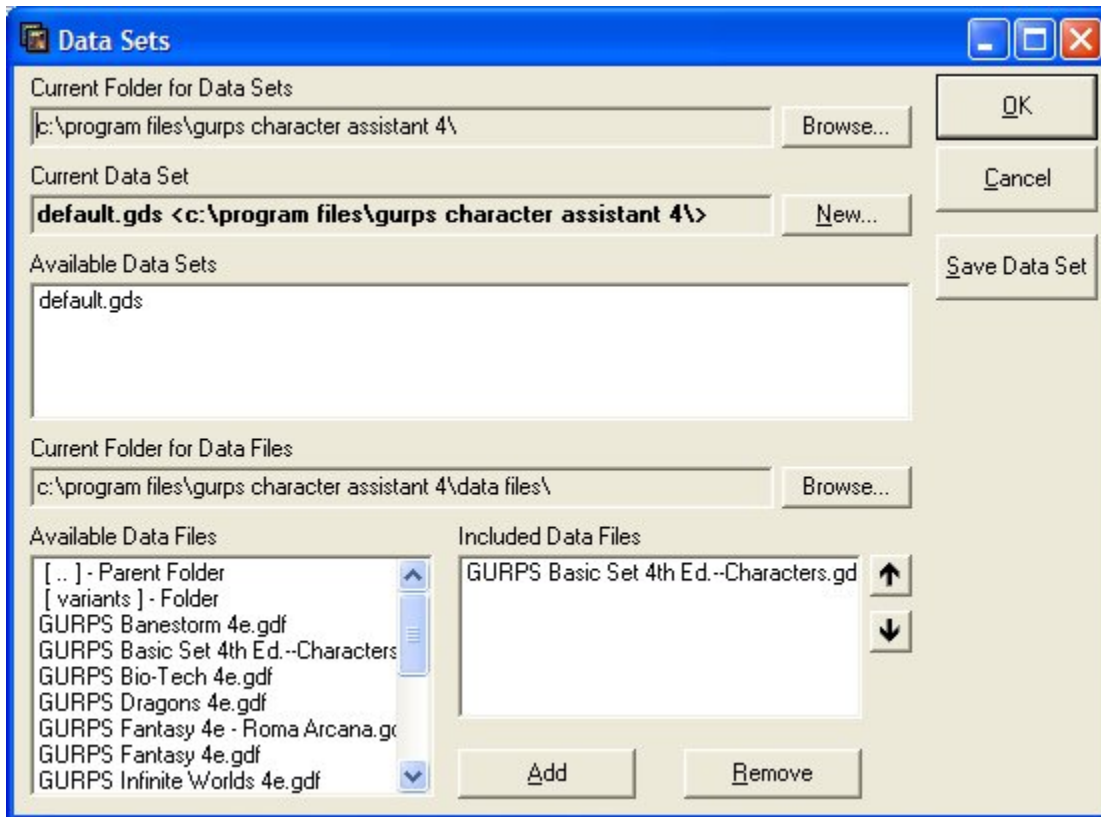 Data Sets
Current Folder for Data Sets
c:\program files\gurps character assistant 4\
Browse...
OK
Current Data Set
Cancel
default.gds <c:\program files\gurps character assistant 4\>
New...
Available Data Sets
Save Data Set
default.gds
Current Folder for Data Files
c:\program files\gurps character assistant 4\data files\
Browse...
Available Data Files
Included Data Files
[ .. ] - Parent Folder
[ variants ] - Folder
GURPS Banestorm 4e.gdf
GURPS Basic Set 4th Ed.--Characters
GURPS Bio-Tech 4e.gdf
GURPS Dragons 4e.gdf
GURPS Fantasy 4e - Roma Arcana.gd
GURPS Fantasy 4e.gdf
GURPS Infinite Worlds 4e.gdf
GURPS Basic Set 4th Ed.--Characters.gd
Add
Remove